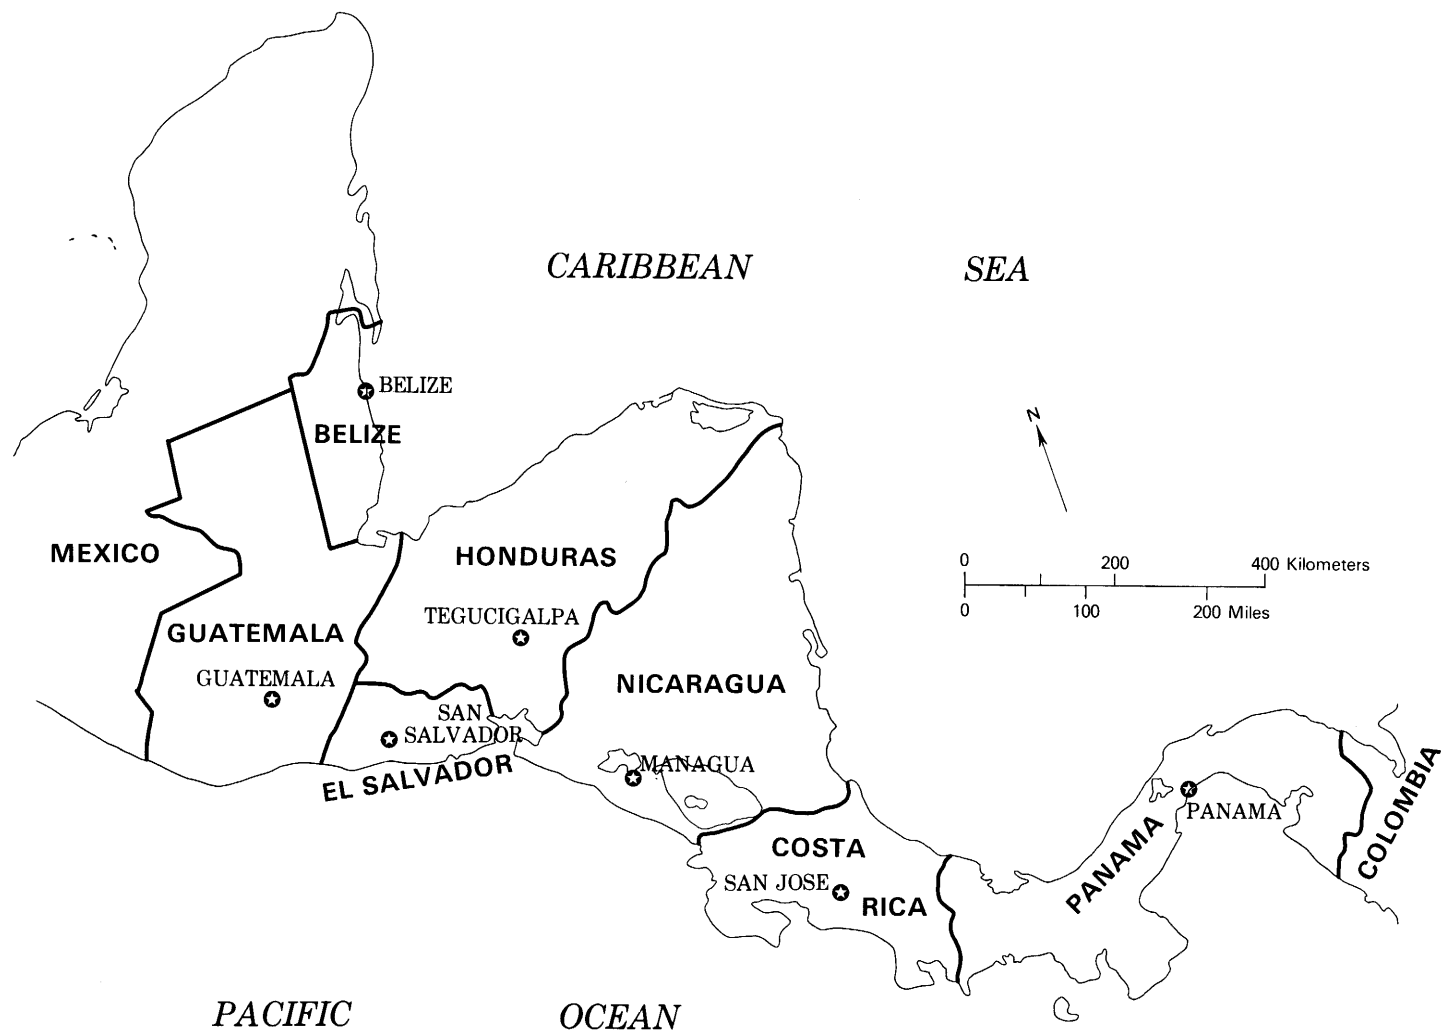 CARIBBEAN SEA
BELIZE
BELIZE
N
MEXICO
HONDURAS
0 200 400 Kilometers
0 100 200 Miles
TEGUCIGALPA
GUATEMALA
GUATEMALA
NICARAGUA
SAN
SALVADOR
EL SALVADOR
MANAGUA
PANAMA
PANAMA
COLOMBIA
COSTA
RICA
SAN JOSE
PACIFIC OCEAN